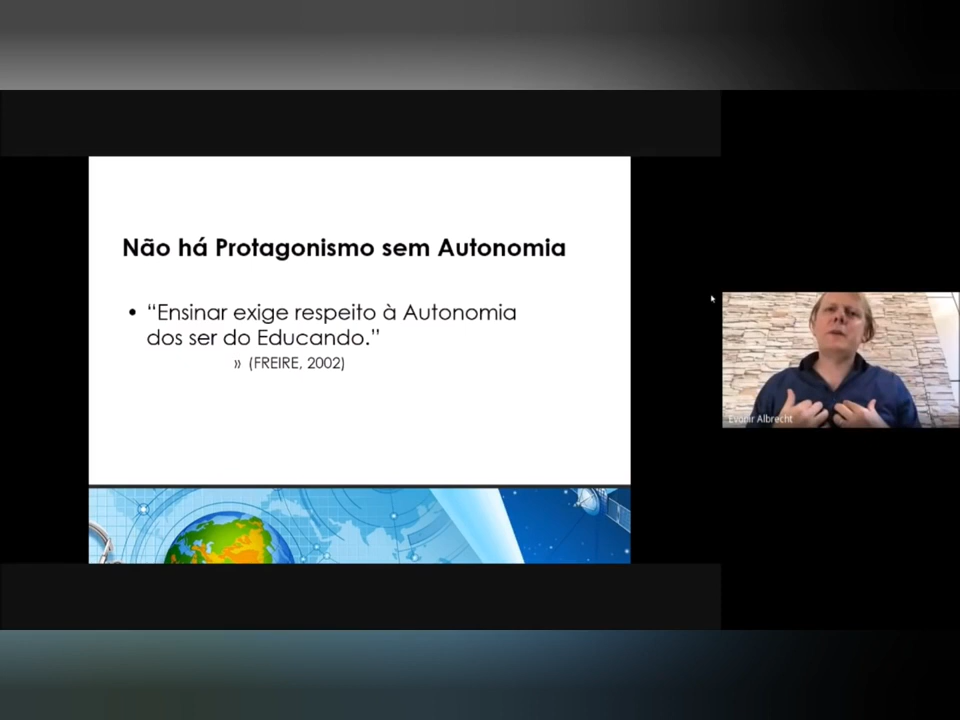 Não há Protagonismo sem Autonomia
• “Ensinar exige respeito à Autonomia
dos ser do Educando.”
» (FREIRE, 2002)
Evonir Albrecht